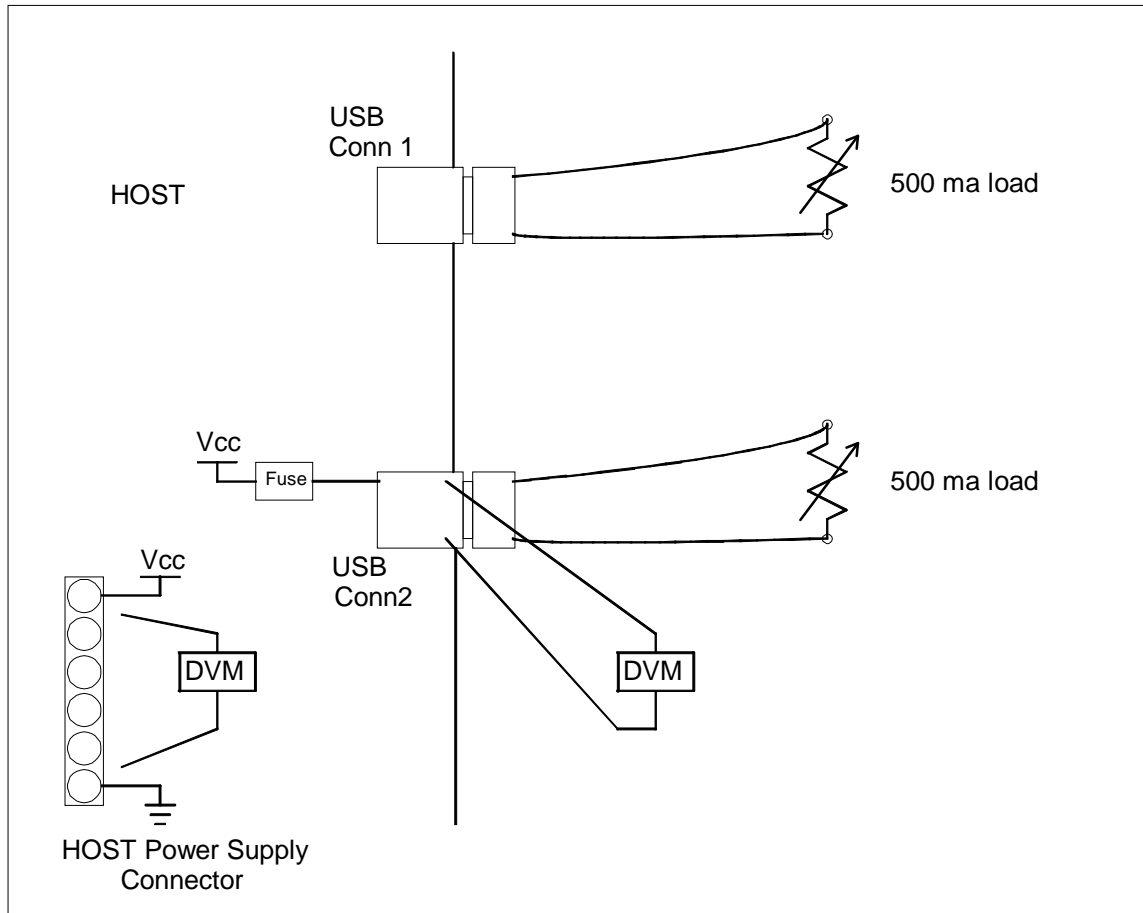 USB
Conn 1
HOST
500 ma load
Vcc
Fuse
500 ma load
USB
Conn2
Vcc
DVM
DVM
HOST Power Supply
Connector